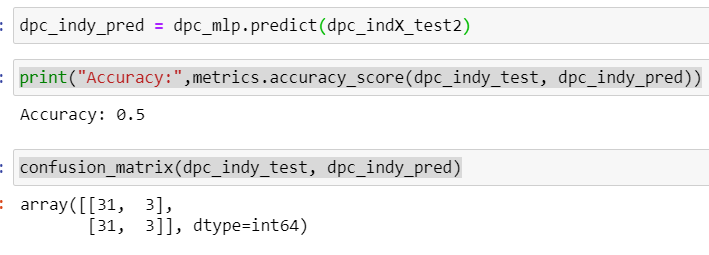 : dpc_indy_pred = dpc_mlp.predict(dpc_indX_test2)
: print("Accuracy:",metrics.accuracy_score(dpc_indy_test, dpc_indy_pred))
Accuracy: 0.5
: confusion_matrix(dpc_indy_test, dpc_indy_pred)
: array([[31,  3],
       [31,  3]], dtype=int64)